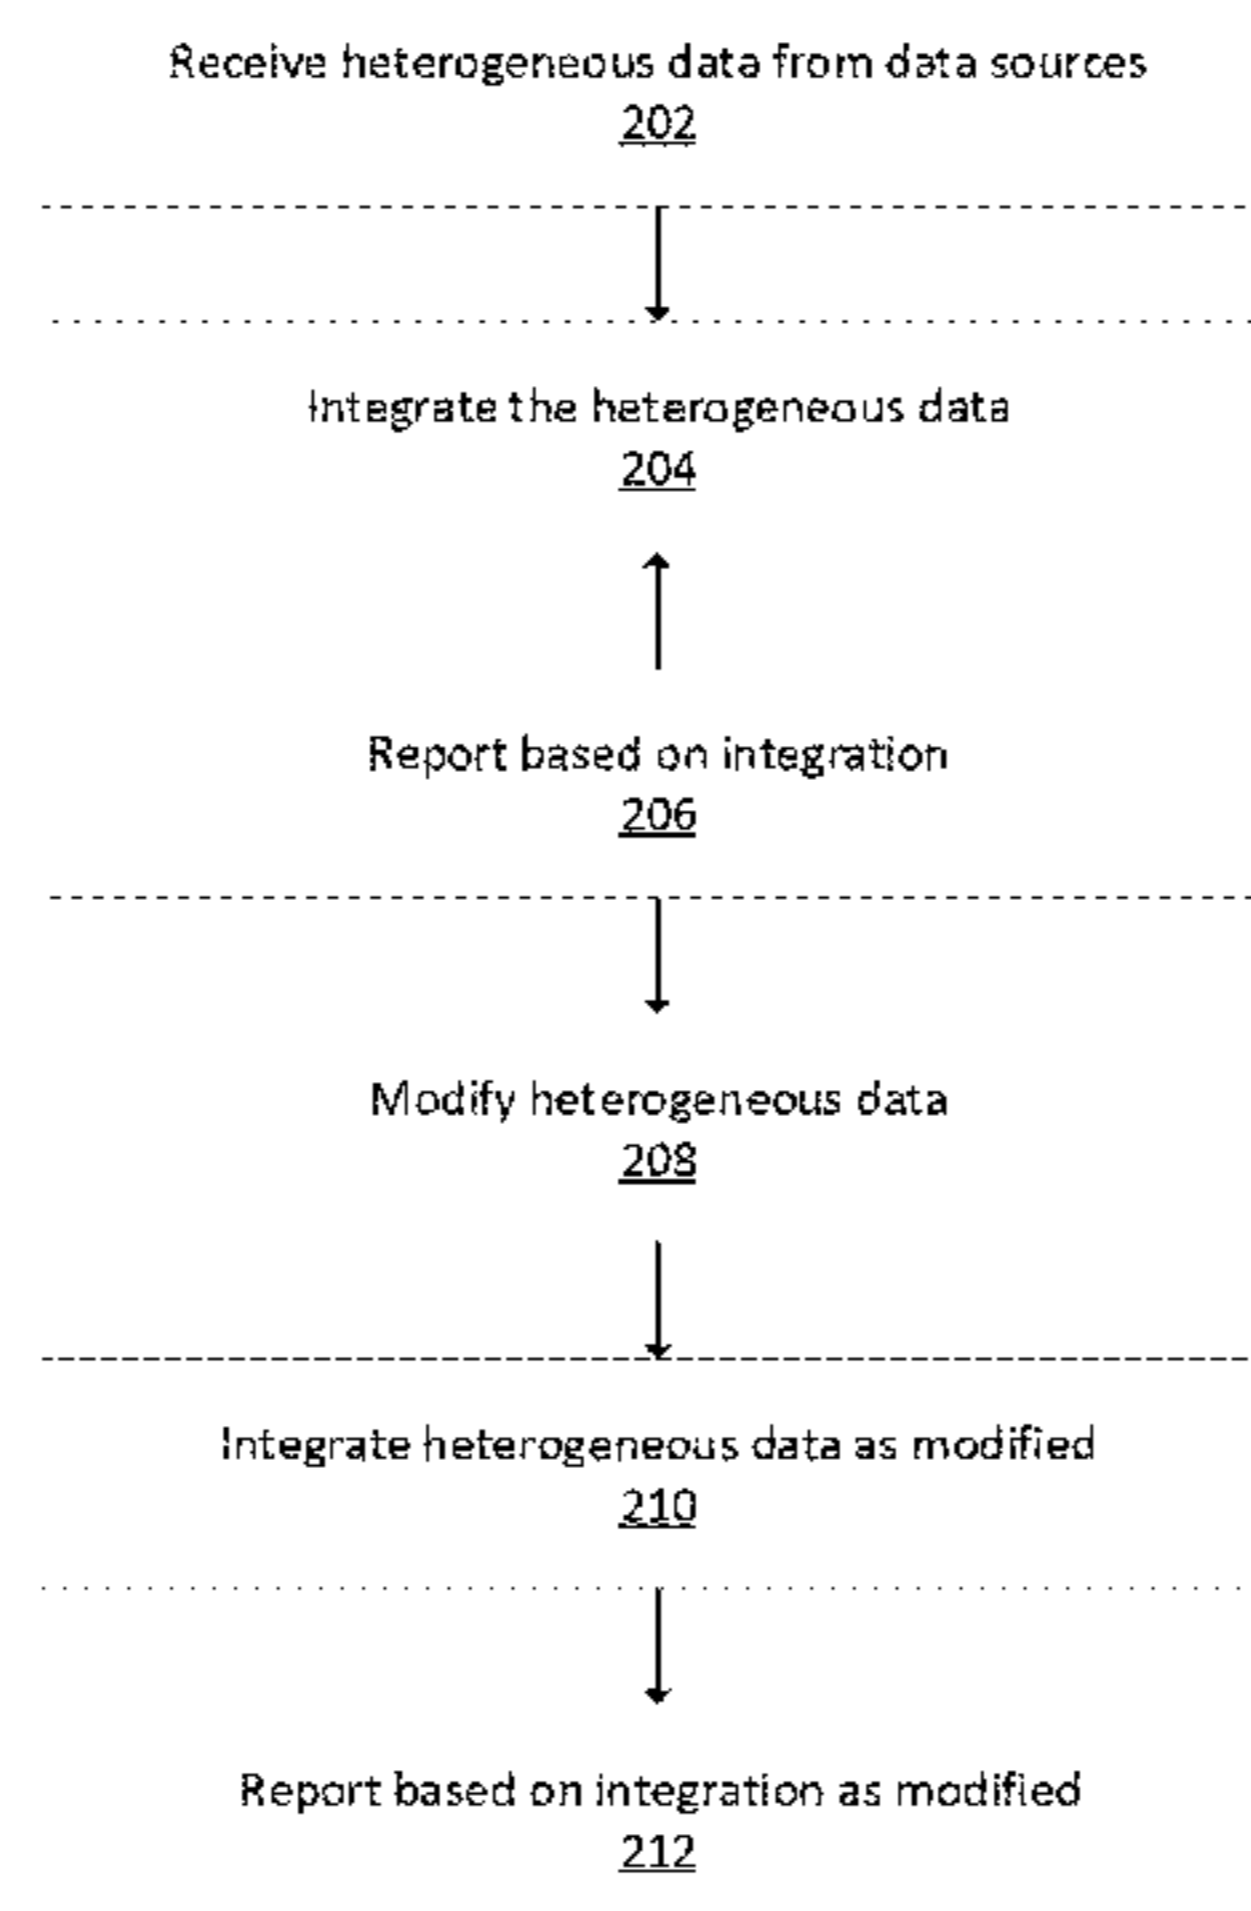 Receive heterogeneous data from data sources
202
Integrate the heterogeneous data
204
Report based on integration
206
Modify heterogeneous data
208
Integrate heterogeneous data as modified
210
Report based on integration as modified
212